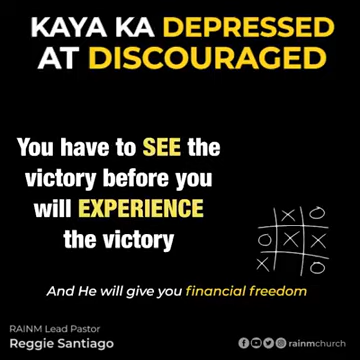 KAYA KA DEPRESSED
AT DISCOURAGED
You have to SEE the
victory before you
will EXPERIENCE
the victory
X O
O X X
X O
And He will give you financial freedom
RAINM Lead Pastor
Reggie Santiago
rainmchurch